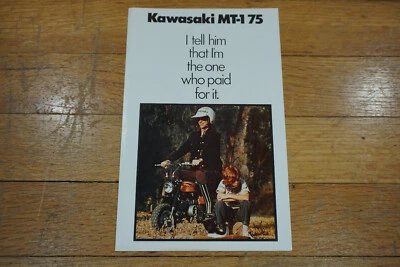 Kawasaki MT-1 75
I tell him
that I'm
the one
who paid
for it.